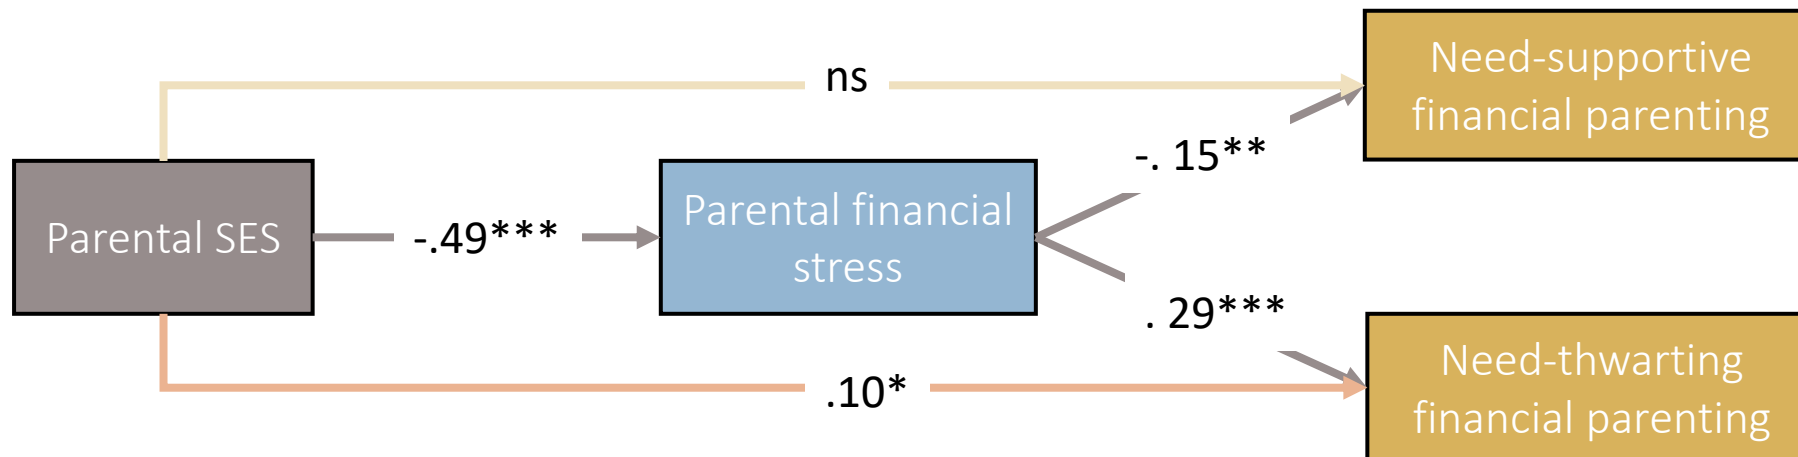 ns
Need-supportive
financial parenting
-. 15**
Parental SES
-.49***
Parental financial
stress
. 29***
.10*
Need-thwarting
financial parenting